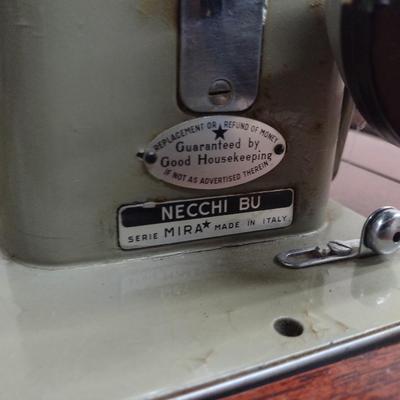 REPLACEMENT OR REFUND OF MONEY
★
Guaranteed by
Good Housekeeping
IF NOT AS ADVERTISED THEREIN
NECCHI BU
SERIE MIRA★ MADE IN ITALY